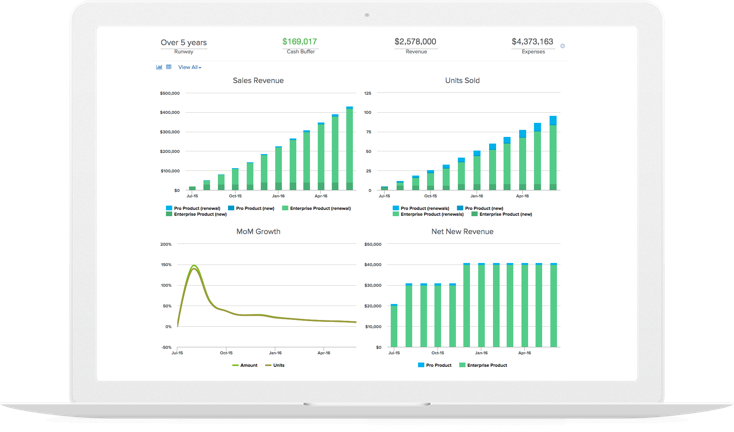 Over 5 years $169,017 $2,578,000 $4,373,163
Runway Cash Buffer Revenue Expenses
View All
Sales Revenue
$500,000
$400,000
$300,000
$200,000
$100,000
$0
Jul-15 Oct-15 Jan-16 Apr-16
Pro Product (renewal) Pro Product (new) Enterprise Product (renewal)
Enterprise Product (new)
Units Sold
125
100
75
50
25
0
Jul-15 Oct-15 Jan-16 Apr-16
Pro Product (renewals) Pro Product (new)
Enterprise Product (renewals) Enterprise Product (new)
MoM Growth
200%
150%
100%
50%
0%
-50%
Jul-15 Oct-15 Jan-16 Apr-16
Amount Units
Net New Revenue
$50,000
$40,000
$30,000
$20,000
$10,000
$0
Jul-15 Oct-15 Jan-16 Apr-16
Pro Product Enterprise Product